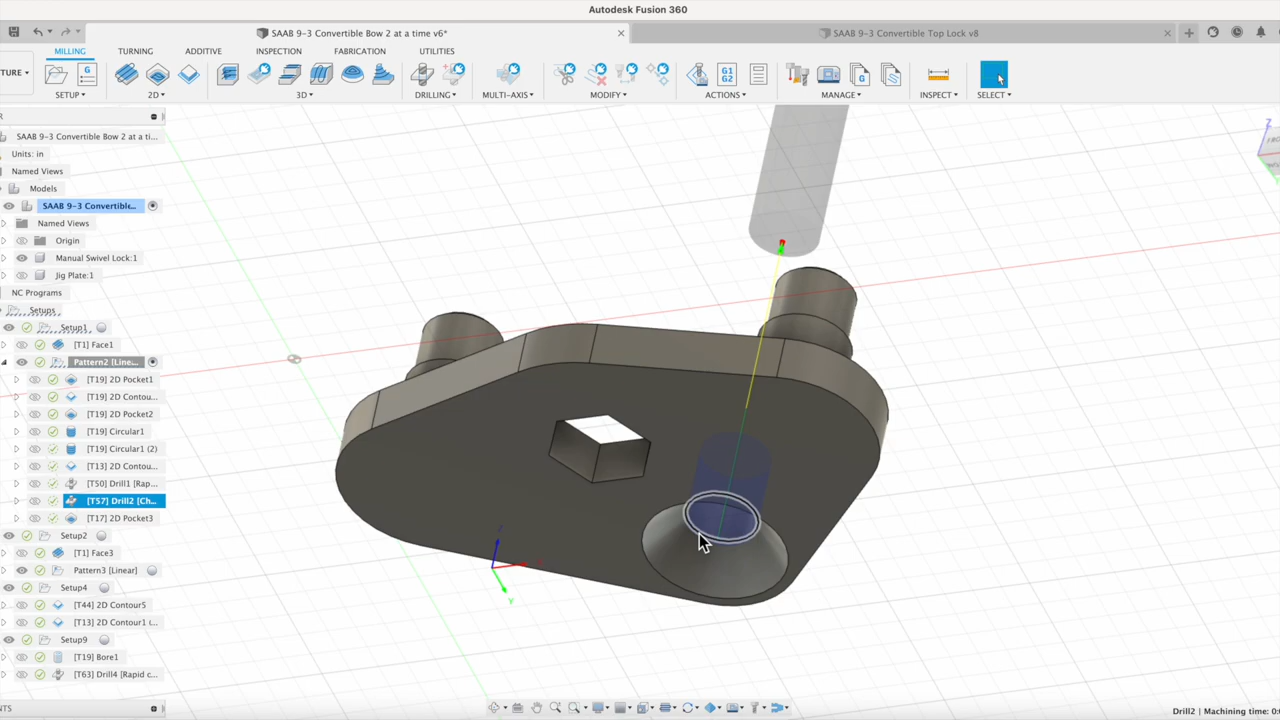 Autodesk Fusion 360
SAAB 9-3 Convertible Bow 2 at a time v6*
SAAB 9-3 Convertible Top Lock v8
MILLING TURNING ADDITIVE INSPECTION FABRICATION UTILITIES
TURE SETUP 2D 3D DRILLING MULTI-AXIS MODIFY ACTIONS MANAGE INSPECT SELECT
G1
G2
R
SAAB 9-3 Convertible Bow 2 at a ti...
Units: in
Named Views
Models
SAAB 9-3 Convertible...
Named Views
Origin
Manual Swivel Lock:1
Jig Plate:1
NC Programs
Setups
Setup1
[T1] Face1
Pattern2 [Line...
[T19] 2D Pocket1
[T19] 2D Contou...
[T19] 2D Pocket2
[T19] Circular1
[T19] Circular1 (2)
[T13] 2D Contou...
[T50] Drill1 [Rap...
[T57] Drill2 [Ch...
[T17] 2D Pocket3
Setup2
[T1] Face3
Pattern3 [Linear]
Setup4
[T44] 2D Contour5
[T13] 2D Contour1 (...
Setup9
[T19] Bore1
[T63] Drill4 [Rapid c...
NTS
Z
Y
Drill2 | Machining time: 0: